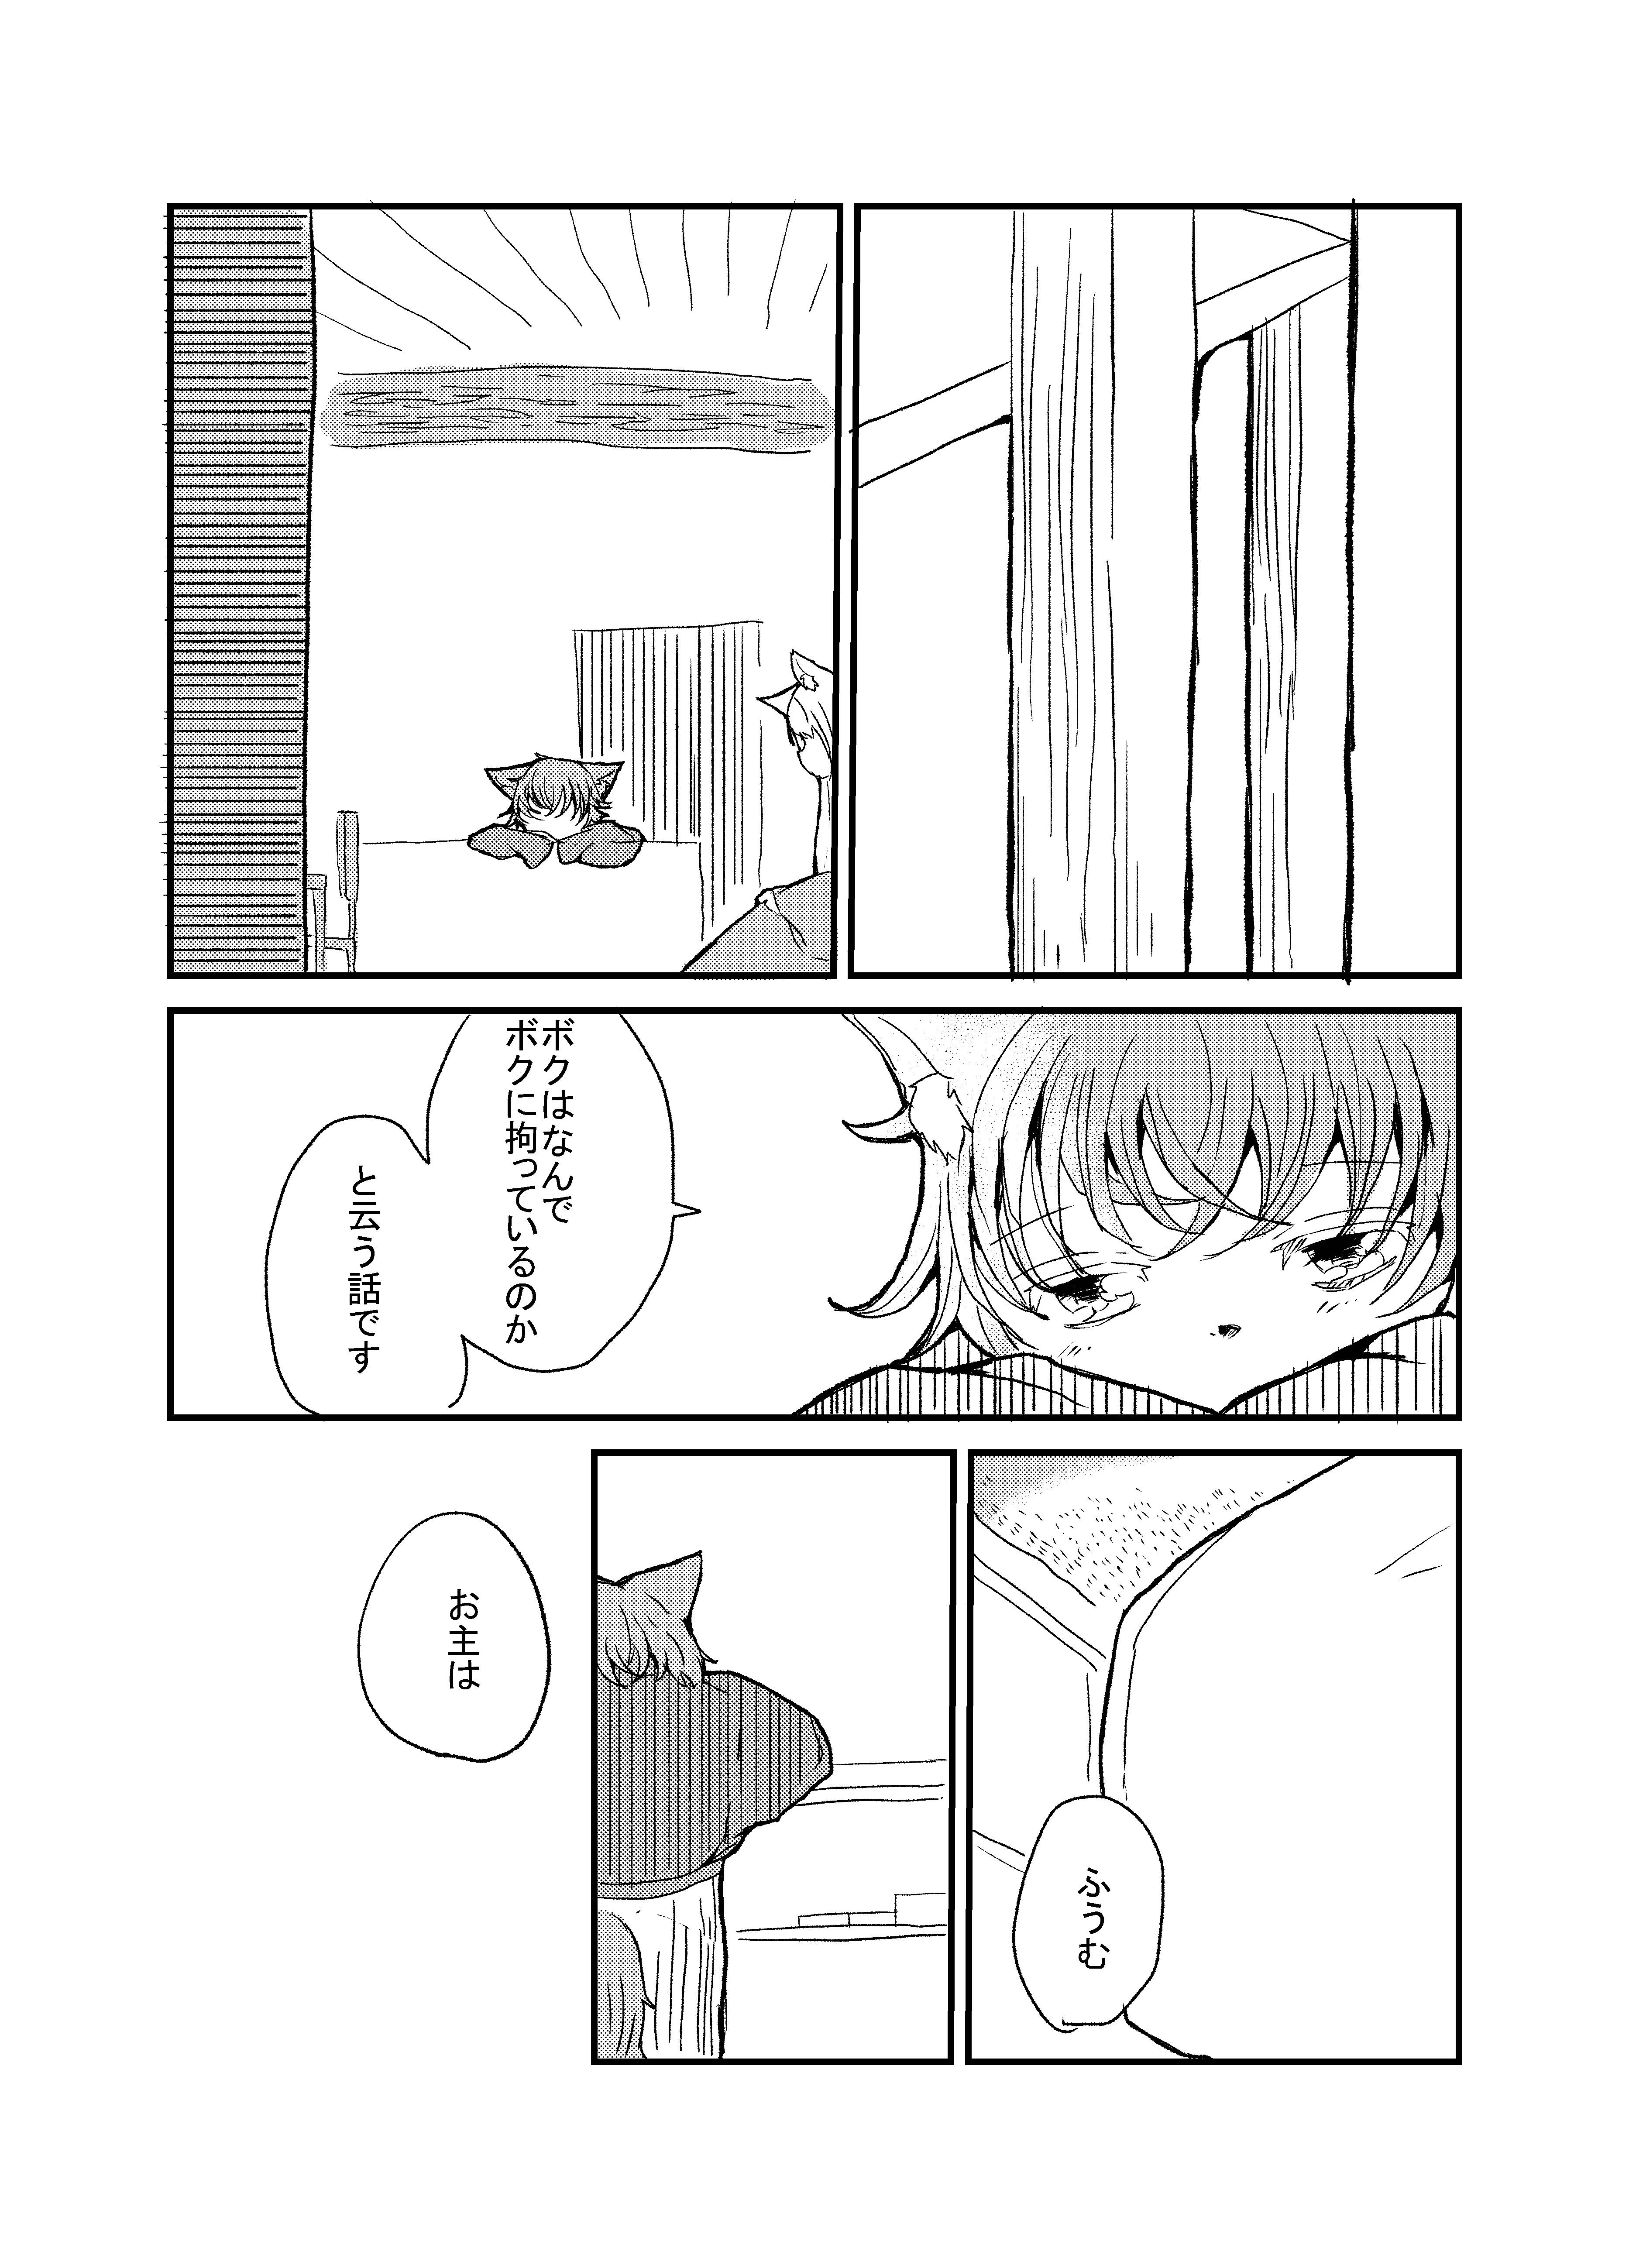 ボクはなんで
ボクに拘っているのか
と云う話です
ふうむ
お主は